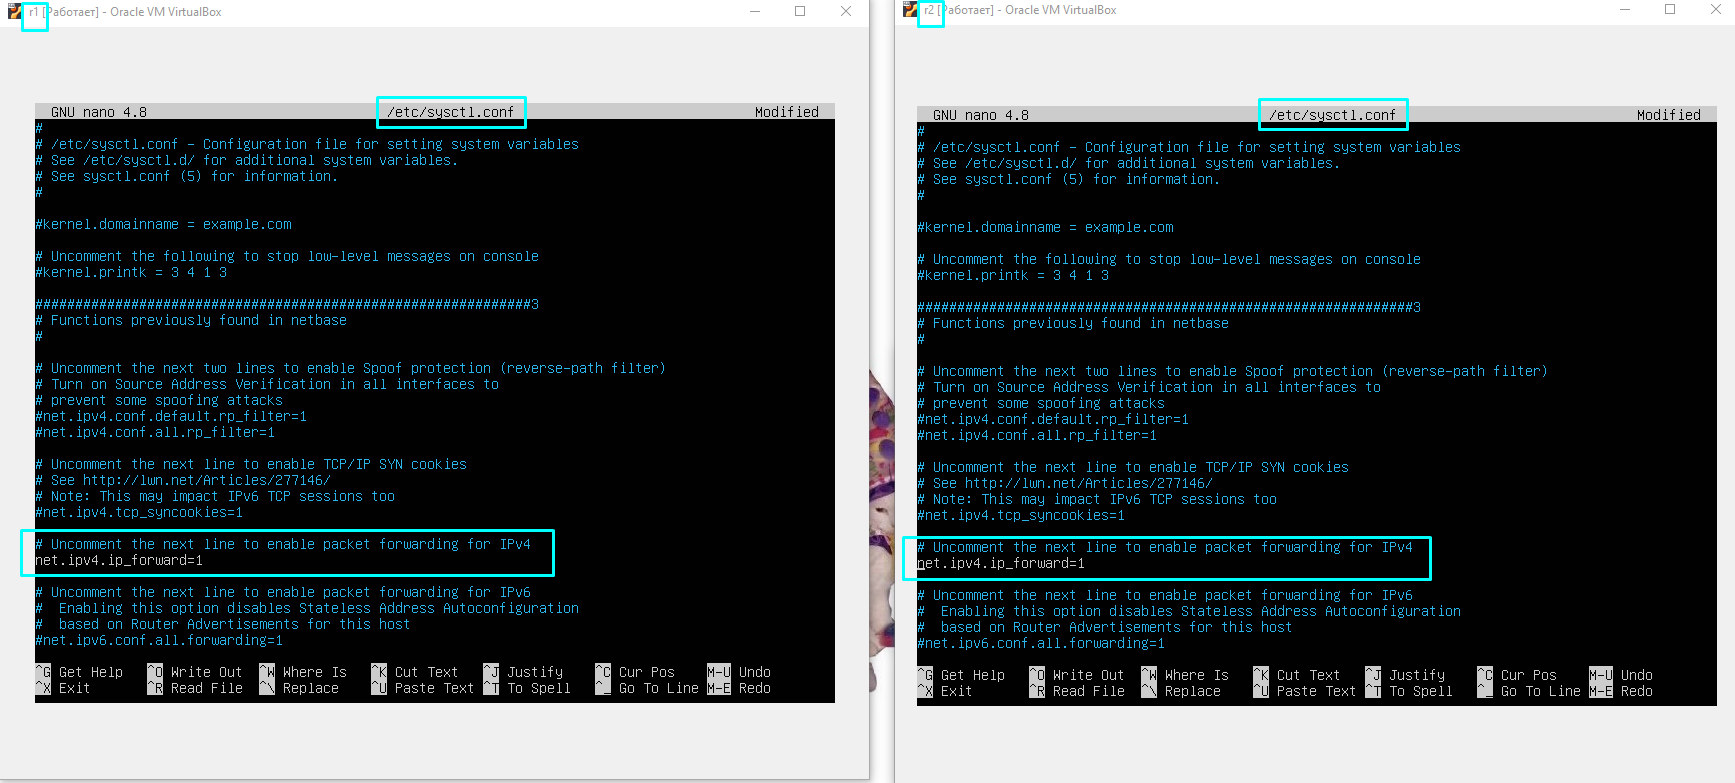 r1 [Работает] - Oracle VM VirtualBox
GNU nano 4.8 /etc/sysctl.conf Modified
#
# /etc/sysctl.conf - Configuration file for setting system variables
# See /etc/sysctl.d/ for additional system variables.
# See sysctl.conf (5) for information.
#
#kernel.domainname = example.com
# Uncomment the following to stop low-level messages on console
#kernel.printk = 3 4 1 3
##############################################################3
# Functions previously found in netbase
#
# Uncomment the next two lines to enable Spoof protection (reverse-path filter)
# Turn on Source Address Verification in all interfaces to
# prevent some spoofing attacks
#net.ipv4.conf.default.rp_filter=1
#net.ipv4.conf.all.rp_filter=1
# Uncomment the next line to enable TCP/IP SYN cookies
# See http://lwn.net/Articles/277146/
# Note: This may impact IPv6 TCP sessions too
#net.ipv4.tcp_syncookies=1
# Uncomment the next line to enable packet forwarding for IPv4
net.ipv4.ip_forward=1
# Uncomment the next line to enable packet forwarding for IPv6
#  Enabling this option disables Stateless Address Autoconfiguration
#  based on Router Advertisements for this host
#net.ipv6.conf.all.forwarding=1
^G Get Help ^O Write Out ^W Where Is ^K Cut Text ^J Justify ^C Cur Pos M-U Undo
^X Exit ^R Read File ^\ Replace ^U Paste Text ^T To Spell ^_ Go To Line M-E Redo
r2 [Работает] - Oracle VM VirtualBox
GNU nano 4.8 /etc/sysctl.conf Modified
#
# /etc/sysctl.conf - Configuration file for setting system variables
# See /etc/sysctl.d/ for additional system variables.
# See sysctl.conf (5) for information.
#
#kernel.domainname = example.com
# Uncomment the following to stop low-level messages on console
#kernel.printk = 3 4 1 3
##############################################################3
# Functions previously found in netbase
#
# Uncomment the next two lines to enable Spoof protection (reverse-path filter)
# Turn on Source Address Verification in all interfaces to
# prevent some spoofing attacks
#net.ipv4.conf.default.rp_filter=1
#net.ipv4.conf.all.rp_filter=1
# Uncomment the next line to enable TCP/IP SYN cookies
# See http://lwn.net/Articles/277146/
# Note: This may impact IPv6 TCP sessions too
#net.ipv4.tcp_syncookies=1
# Uncomment the next line to enable packet forwarding for IPv4
net.ipv4.ip_forward=1
# Uncomment the next line to enable packet forwarding for IPv6
#  Enabling this option disables Stateless Address Autoconfiguration
#  based on Router Advertisements for this host
#net.ipv6.conf.all.forwarding=1
^G Get Help ^O Write Out ^W Where Is ^K Cut Text ^J Justify ^C Cur Pos M-U Undo
^X Exit ^R Read File ^\ Replace ^U Paste Text ^T To Spell ^_ Go To Line M-E Redo